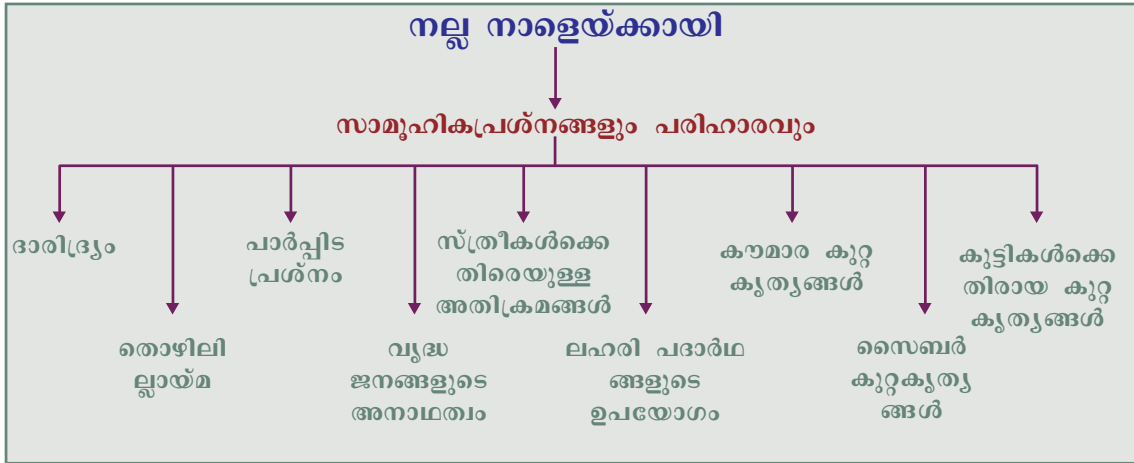 നല്ല നാളെയ്ക്കായി
സാമൂഹികപ്രശ്നങ്ങളും പരിഹാരവും
ദാരിദ്ര്യം
തൊഴിലി
ല്ലായ്മ
പാർപ്പിട
പ്രശ്നം
വൃദ്ധ
ജനങ്ങളുടെ
അനാഥത്വം
സ്ത്രീകൾക്കെ
തിരെയുള്ള
അതിക്രമങ്ങൾ
ലഹരി പദാർഥ
ങ്ങളുടെ
ഉപയോഗം
കൗമാര കുറ്റ
കൃത്യങ്ങൾ
സൈബർ
കുറ്റകൃത്യ
ങ്ങൾ
കുട്ടികൾക്കെ
തിരായ കുറ്റ
കൃത്യങ്ങൾ